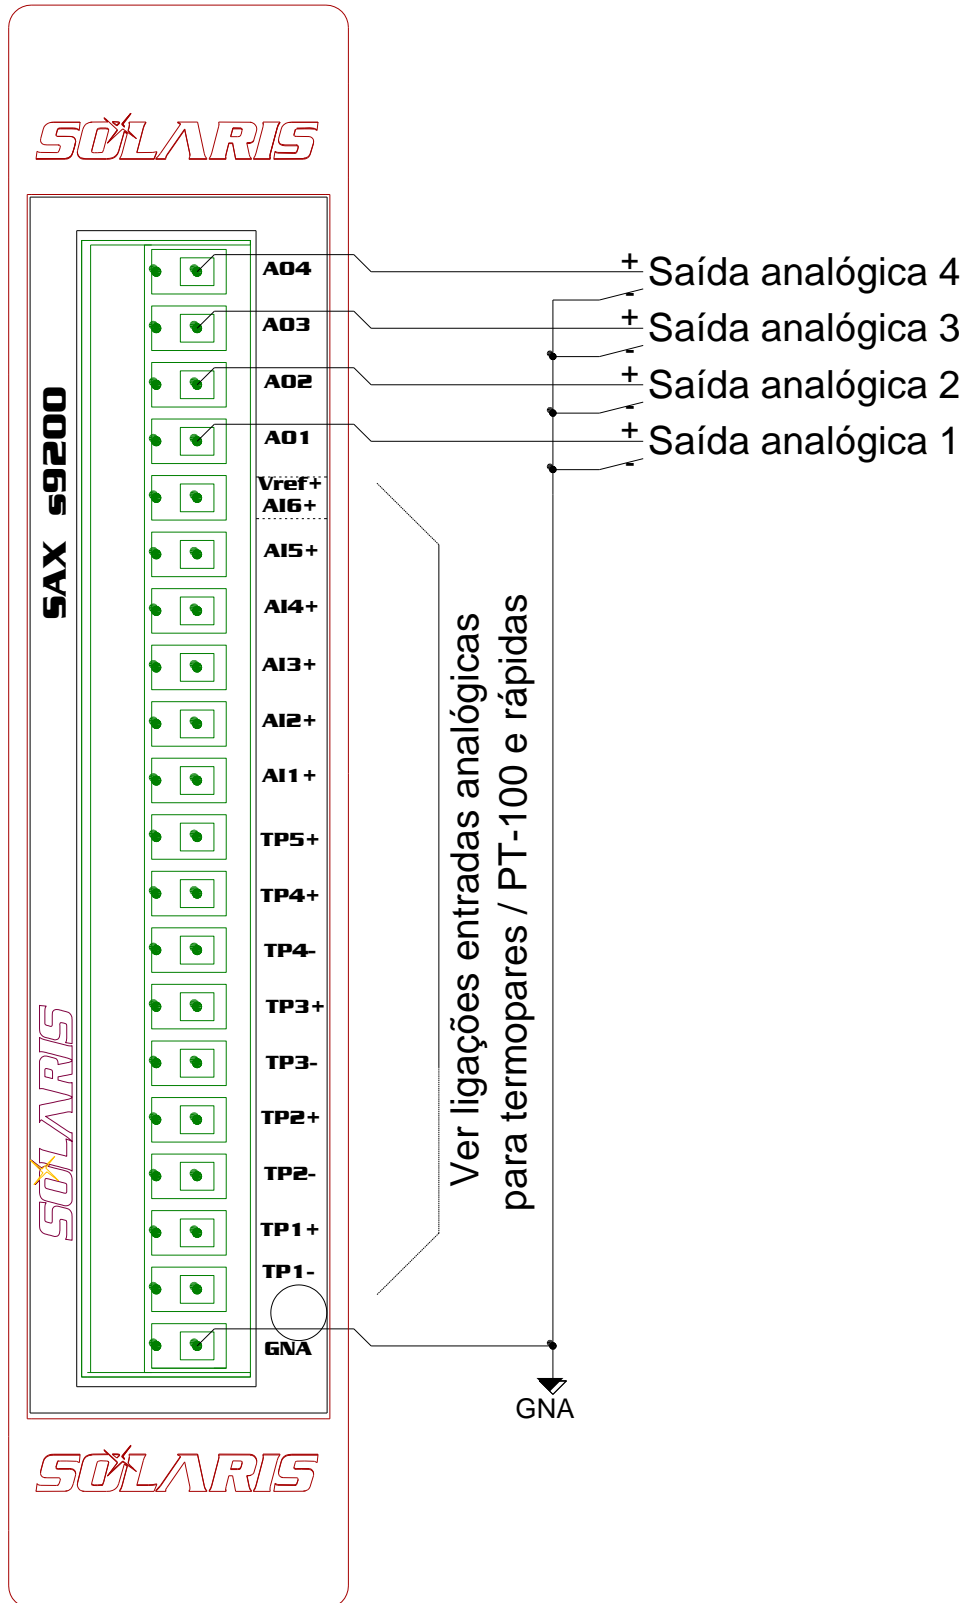 SOLARIS
SAX s9200
SOLARIS
AO4
AO3
AO2
AO1
Vref+
AI6+
AI5+
AI4+
AI3+
AI2+
AI1+
TP5+
TP4+
TP4-
TP3+
TP3-
TP2+
TP2-
TP1+
TP1-
GNA
+ Saída analógica 4
-
+ Saída analógica 3
-
+ Saída analógica 2
-
+ Saída analógica 1
-
Ver ligações entradas analógicas
para termopares / PT-100 e rápidas
GNA
SOLARIS